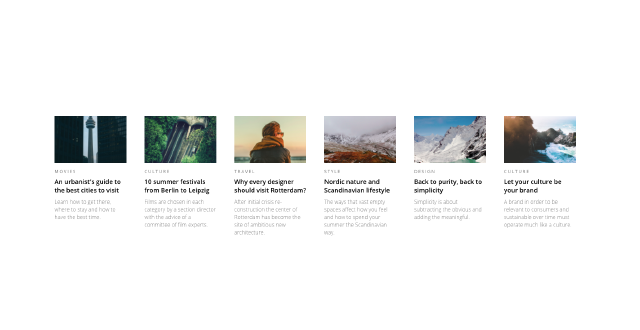 MOVIES
An urbanist's guide to
the best cities to visit
Learn how to get there,
where to stay and how to
have the best time.
CULTURE
10 summer festivals
from Berlin to Leipzig
Films are chosen in each
category by a section director
with the advice of a
committee of film experts.
TRAVEL
Why every designer
should visit Rotterdam?
After initial crisis re-
construction the center of
Rotterdam has become the
site of ambitious new
architecture.
STYLE
Nordic nature and
Scandinavian lifestyle
The ways that vast empty
spaces affect how you feel
and how to spend your
summer the Scandinavian
way.
DESIGN
Back to purity, back to
simplicity
Simplicity is about
subtracting the obvious and
adding the meaningful.
CULTURE
Let your culture be
your brand
A brand in order to be
relevant to consumers and
sustainable over time must
operate much like a culture.